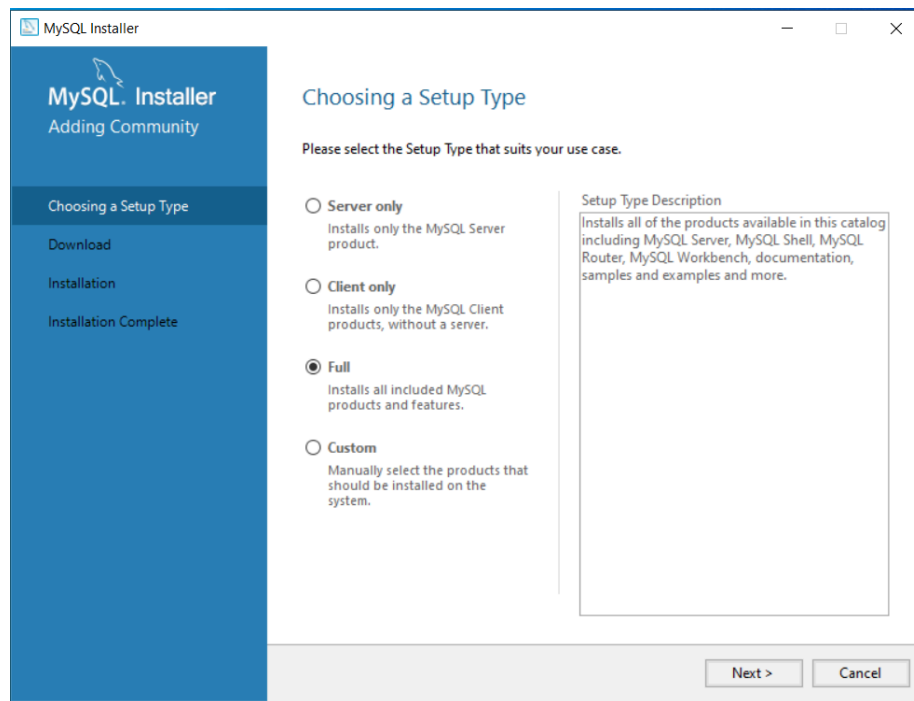 MySQL Installer
MySQL. Installer
Adding Community
Choosing a Setup Type
Download
Installation
Installation Complete
Choosing a Setup Type
Please select the Setup Type that suits your use case.
Server only
Installs only the MySQL Server
product.
Client only
Installs only the MySQL Client
products, without a server.
Full
Installs all included MySQL
products and features.
Custom
Manually select the products that
should be installed on the
system.
Setup Type Description
Installs all of the products available in this catalog
including MySQL Server, MySQL Shell, MySQL
Router, MySQL Workbench, documentation,
samples and examples and more.
Next >
Cancel